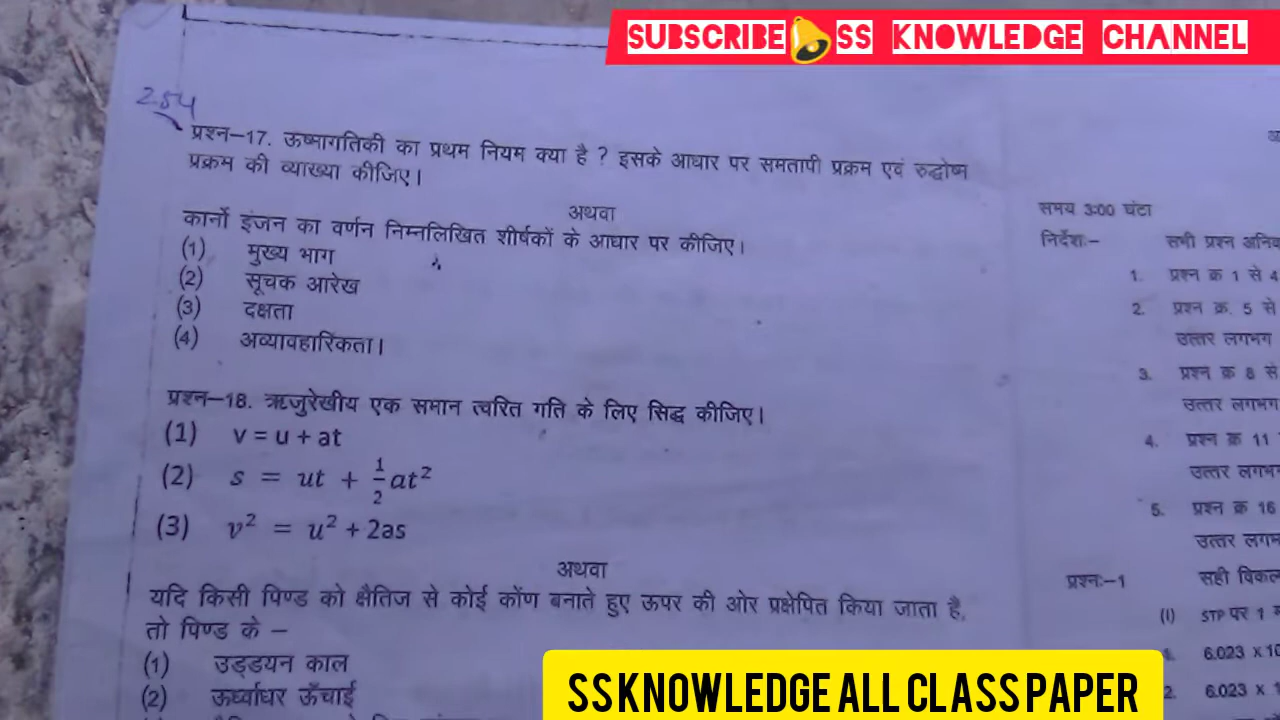 SUBSCRIBE🔔SS KNOWLEDGE CHANNEL
254
प्रश्न–17. ऊष्मागतिकी का प्रथम नियम क्या है ? इसके आधार पर समतापी प्रक्रम एवं रुद्धोष्म
प्रक्रम की व्याख्या कीजिए।
अथवा
कार्नो इंजन का वर्णन निम्नलिखित शीर्षकों के आधार पर कीजिए।
(1) मुख्य भाग
(2) सूचक आरेख
(3) दक्षता
(4) अव्यावहारिकता।
प्रश्न–18. ऋजुरेखीय एक समान त्वरित गति के लिए सिद्ध कीजिए।
(1) v = u + at
(2) s = ut + ½at²
(3) v² = u² + 2as
अथवा
यदि किसी पिण्ड को क्षैतिज से कोई कोंण बनाते हुए ऊपर की ओर प्रक्षेपित किया जाता है,
तो पिण्ड के –
(1) उड्डयन काल
(2) ऊर्ध्वाधर ऊँचाई
समय 3:00 घंटा
निर्देशः– सभी प्रश्न
1. प्रश्न क्र 1 से 4
2. प्रश्न क्र. 5 से
उत्तर लगभग
3. प्रश्न क्र 8 से
उत्तर लगभग
4. प्रश्न क्र 11
उत्तर
5. प्रश्न क्र 16
उत्तर
प्रश्नः–1 सही
(I) STP पर 1
1. 6.023 x
2. 6.023 x
SS KNOWLEDGE ALL CLASS PAPER